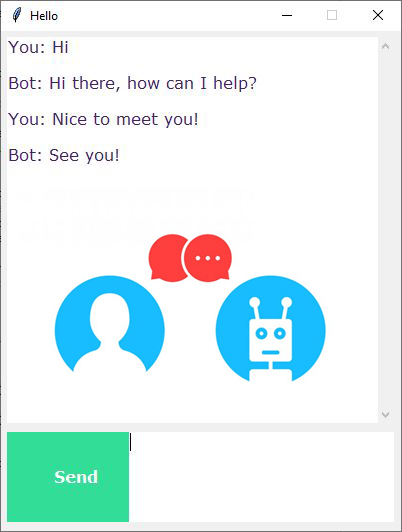 Hello
You: Hi
Bot: Hi there, how can I help?
You: Nice to meet you!
Bot: See you!
Send